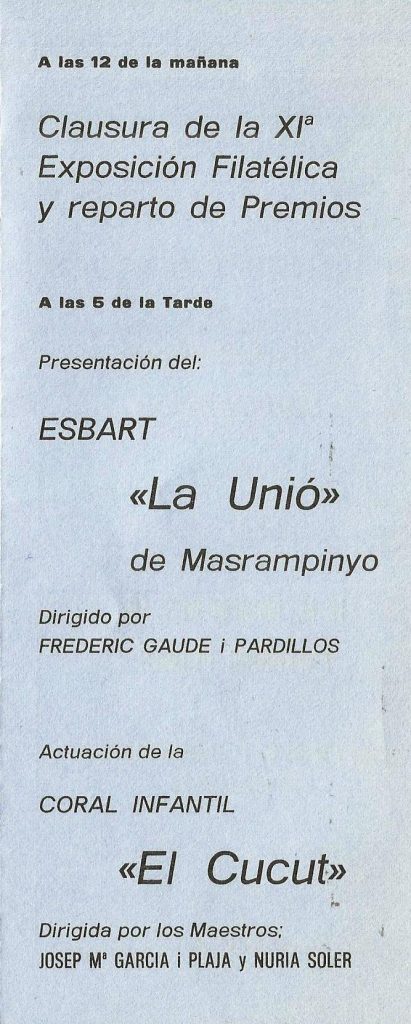 A las 12 de la mañana
Clausura de la XIª
Exposición Filatélica
y reparto de Premios
A las 5 de la Tarde
Presentación del:
ESBART
«La Unió»
de Masrampinyo
Dirigido por
FREDERIC GAUDE i PARDILLOS
Actuación de la
CORAL INFANTIL
«El Cucut»
Dirigida por los Maestros;
JOSEP Mª GARCIA i PLAJA y NURIA SOLER